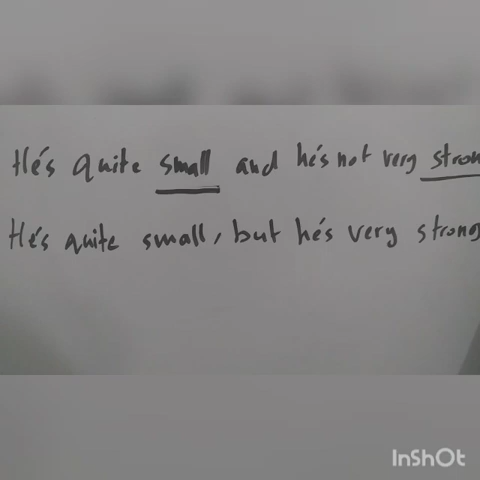 He's quite small and he's not very stron
He's quite small, but he's very strong
InShOt